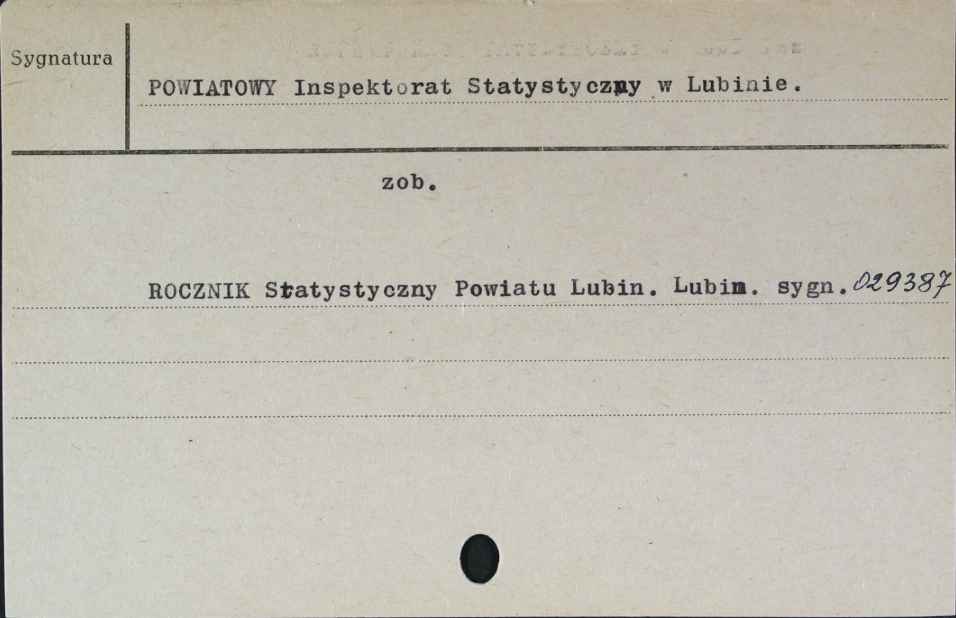 Sygnatura
POWIATOWY Inspektorat Statystyczny w Lubinie.
zob.
ROCZNIK Statystyczny Powiatu Lubin. Lubin. sygn. 029387